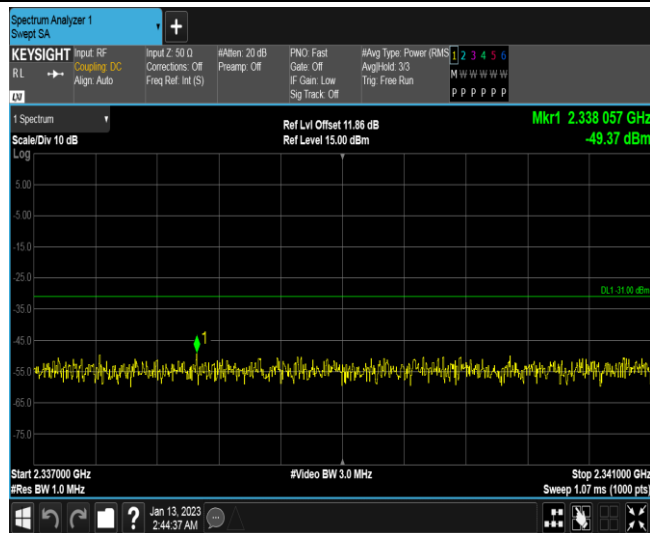 Spectrum Analyzer 1
Swept SA
+
KEYSIGHT
RL
LXI
Input: RF
Coupling: DC
Align: Auto
Input Z: 50 Ω
Corrections: Off
Freq Ref: Int (S)
#Atten: 20 dB
Preamp: Off
PNO: Fast
Gate: Off
IF Gain: Low
Sig Track: Off
#Avg Type: Power (RMS
Avg|Hold: 3/3
Trig: Free Run
1 2 3 4 5 6
M W W W W W
P P P P P P
1 Spectrum
Scale/Div 10 dB
Log
Ref Lvl Offset 11.86 dB
Ref Level 15.00 dBm
Mkr1 2.338 057 GHz
-49.37 dBm
5.00
-5.00
-15.0
-25.0
DL1 -31.00 dBm
-35.0
1
-45.0
-55.0
-65.0
-75.0
Start 2.337000 GHz
#Video BW 3.0 MHz
Stop 2.341000 GHz
#Res BW 1.0 MHz
Sweep 1.07 ms (1000 pts)
?
Jan 13, 2023
2:44:37 AM